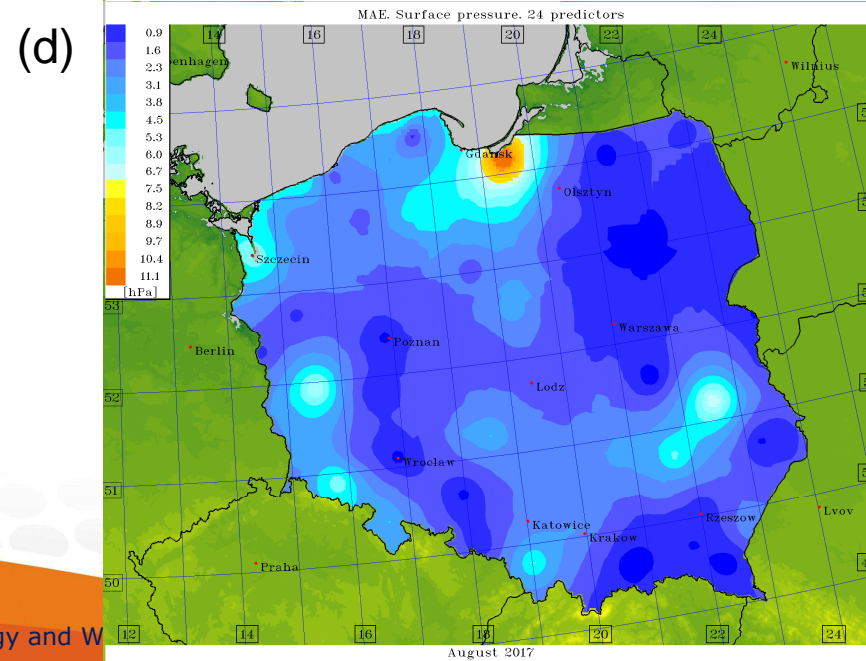 (d)
MAE. Surface pressure. 24 predictors
14 16 18 20 22 24
0.9
1.6
2.3
3.1
3.8
4.5
5.3
6.0
6.7
7.5
8.2
8.9
9.7
10.4
11.1
[hPa]
enhagen
Wilnius
Gdansk
Olsztyn
Szczecin
53
Warszawa
Poznan
Berlin
Lodz
52
Wroclaw
51
Katowice
Rzeszow
Lvov
Krakow
Praha
50
12 14 16 18 20 22 24
gy and W
August 2017